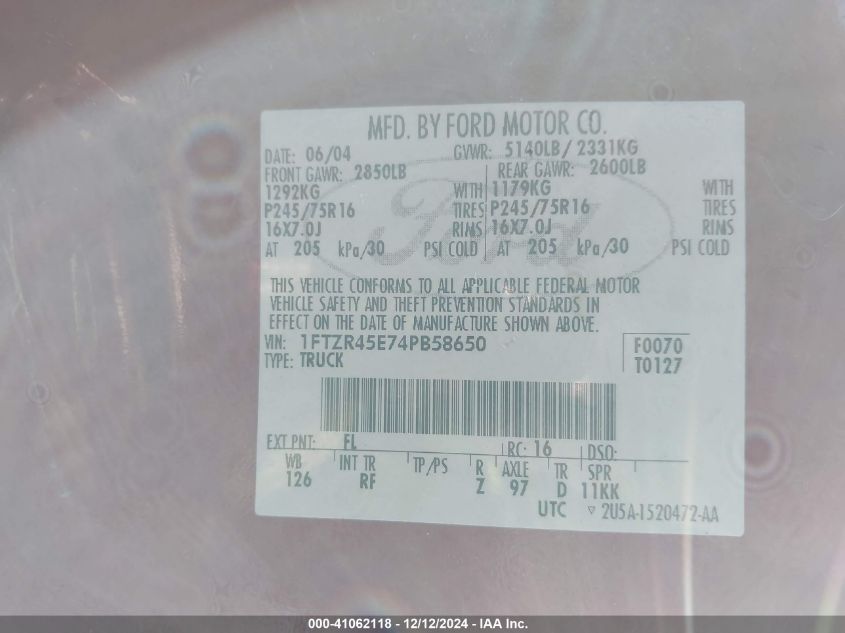 MFD. BY FORD MOTOR CO.
DATE: 06/04 GVWR: 5140LB / 2331KG
FRONT GAWR: 2850LB REAR GAWR: 2600LB
1292KG WITH 1179KG WITH
P245/75R16 TIRES P245/75R16 TIRES
16X7.0J RIMS 16X7.0J RIMS
AT 205 kPa/30 PSI COLD AT 205 kPa/30 PSI COLD
Ford
THIS VEHICLE CONFORMS TO ALL APPLICABLE FEDERAL MOTOR
VEHICLE SAFETY AND THEFT PREVENTION STANDARDS IN
EFFECT ON THE DATE OF MANUFACTURE SHOWN ABOVE.
VIN: 1FTZR45E74PB58650 F0070
TYPE: TRUCK T0127
EXT PNT: FL RC: 16 DSO:
WB INT TR TP/PS R AXLE TR SPR
126 RF Z 97 D 11KK
UTC ▽ 2U5A-1520472-AA
000-41062118 - 12/12/2024 - IAA Inc.